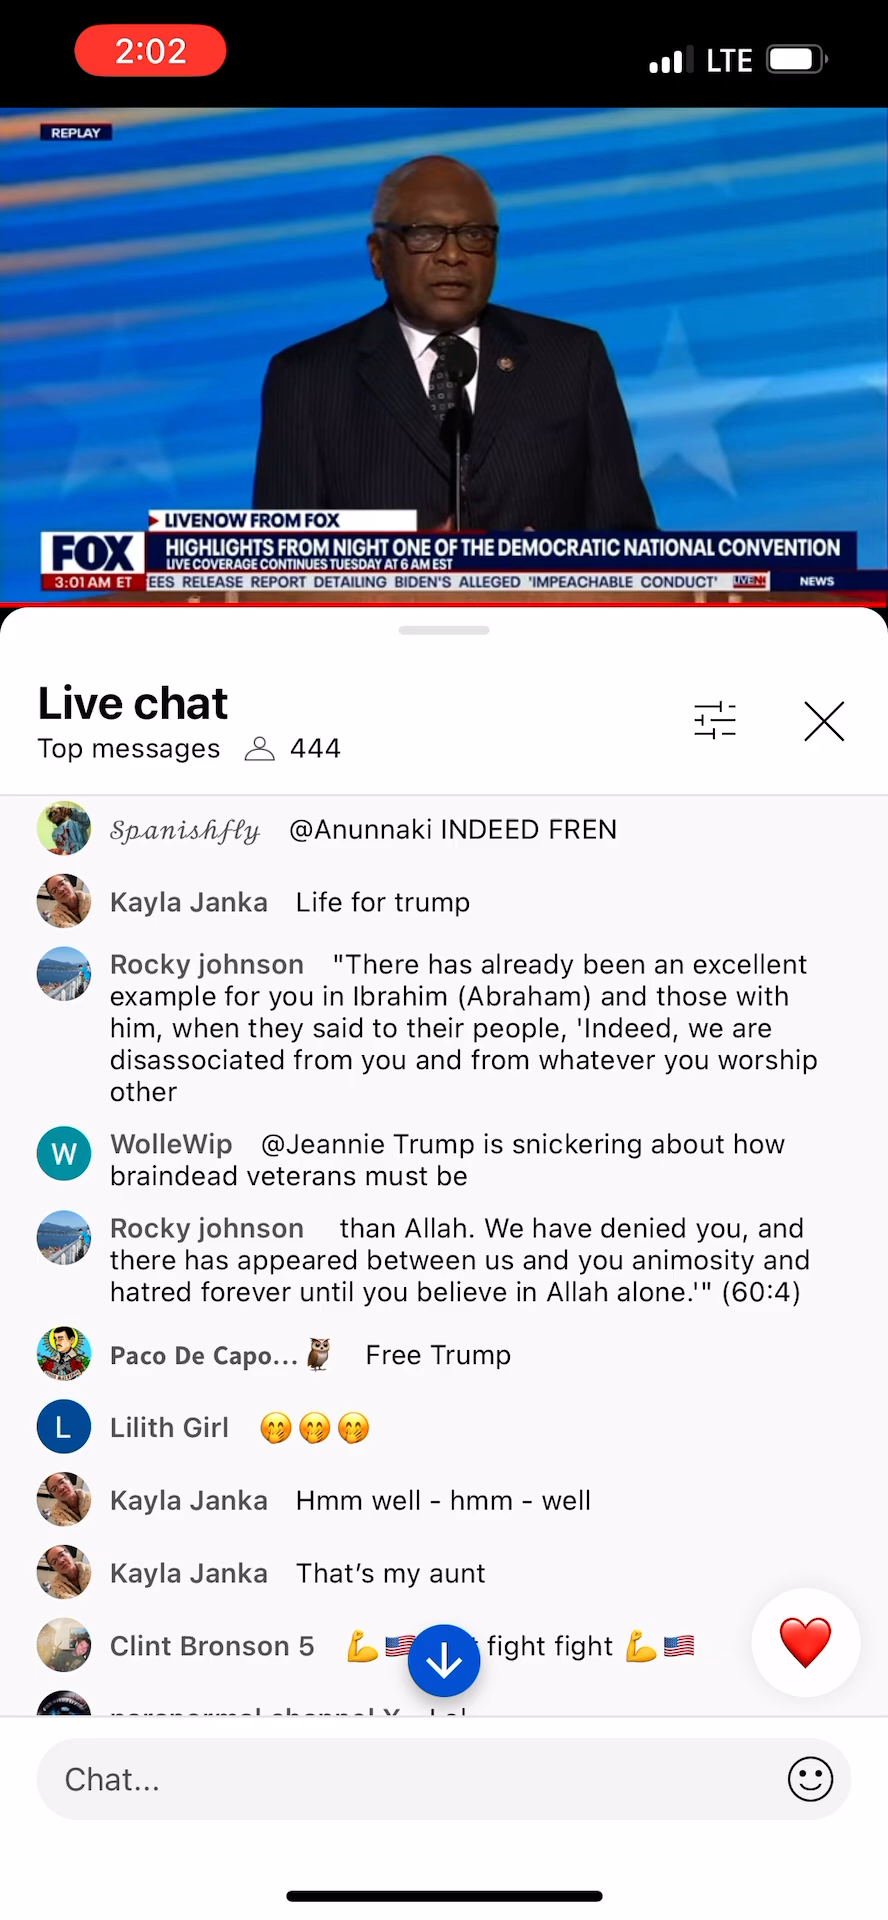 2:02
LTE
REPLAY
LIVENOW FROM FOX
FOX
HIGHLIGHTS FROM NIGHT ONE OF THE DEMOCRATIC NATIONAL CONVENTION
LIVE COVERAGE CONTINUES TUESDAY AT 6 AM EST
3:01 AM ET
EES RELEASE REPORT DETAILING BIDEN'S ALLEGED 'IMPEACHABLE CONDUCT'
NEWS
Live chat
Top messages 444
Spanishfly @Anunnaki INDEED FREN
Kayla Janka Life for trump
Rocky johnson "There has already been an excellent
example for you in Ibrahim (Abraham) and those with
him, when they said to their people, 'Indeed, we are
disassociated from you and from whatever you worship
other
W WolleWip @Jeannie Trump is snickering about how
braindead veterans must be
Rocky johnson than Allah. We have denied you, and
there has appeared between us and you animosity and
hatred forever until you believe in Allah alone.'" (60:4)
Paco De Capo...🦉 Free Trump
L Lilith Girl 🤭🤭🤭
Kayla Janka Hmm well - hmm - well
Kayla Janka That’s my aunt
Clint Bronson 5 💪🇺🇸 fight fight 💪🇺🇸
Chat...